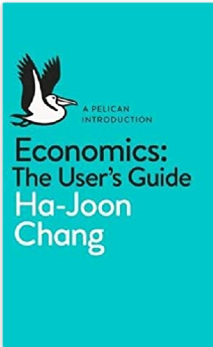 A PELICAN
INTRODUCTION
Economics:
The User's Guide
Ha-Joon
Chang